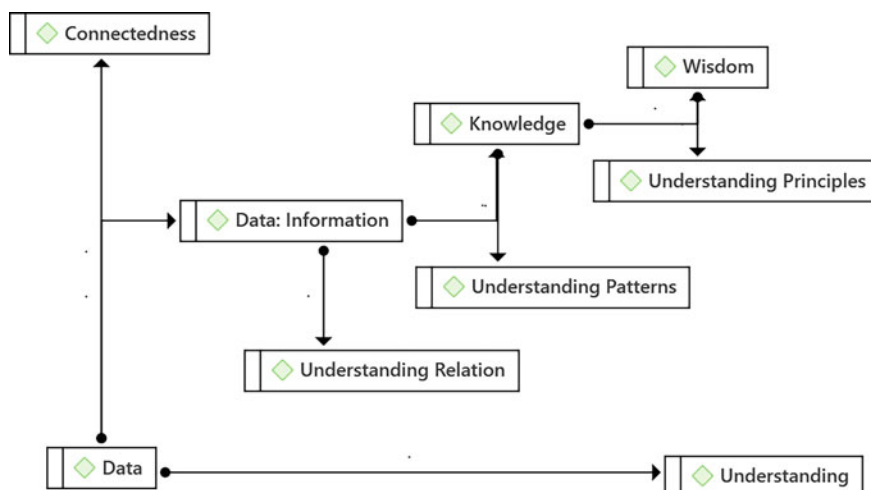 Connectedness
Wisdom
Knowledge
Understanding Principles
Data: Information
Understanding Patterns
Understanding Relation
Data
Understanding